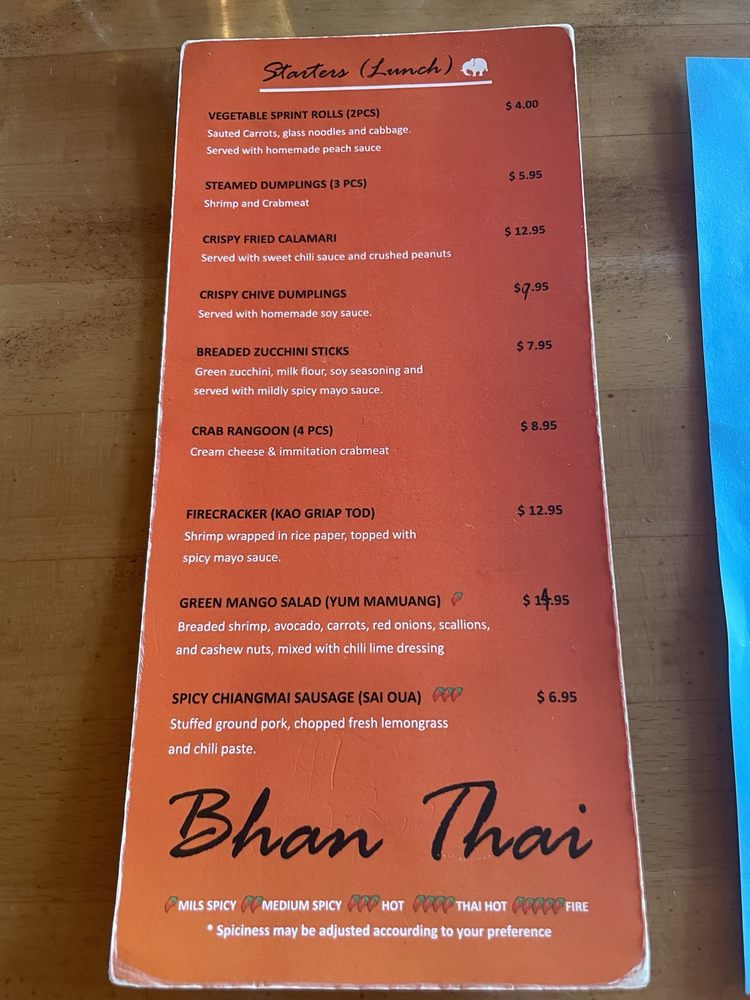 Starters (Lunch)
VEGETABLE SPRINT ROLLS (2PCS) $ 4.00
Sauted Carrots, glass noodles and cabbage.
Served with homemade peach sauce
STEAMED DUMPLINGS (3 PCS) $ 5.95
Shrimp and Crabmeat
CRISPY FRIED CALAMARI $ 12.95
Served with sweet chili sauce and crushed peanuts
CRISPY CHIVE DUMPLINGS $9.95
Served with homemade soy sauce.
BREADED ZUCCHINI STICKS $ 7.95
Green zucchini, milk flour, soy seasoning and
served with mildly spicy mayo sauce.
CRAB RANGOON (4 PCS) $ 8.95
Cream cheese & immitation crabmeat
FIRECRACKER (KAO GRIAP TOD) $ 12.95
Shrimp wrapped in rice paper, topped with
spicy mayo sauce.
GREEN MANGO SALAD (YUM MAMUANG) $ 14.95
Breaded shrimp, avocado, carrots, red onions, scallions,
and cashew nuts, mixed with chili lime dressing
SPICY CHIANGMAI SAUSAGE (SAI OUA) $ 6.95
Stuffed ground pork, chopped fresh lemongrass
and chili paste.
Bhan Thai
MILS SPICY MEDIUM SPICY HOT THAI HOT FIRE
* Spiciness may be adjusted accourding to your preference